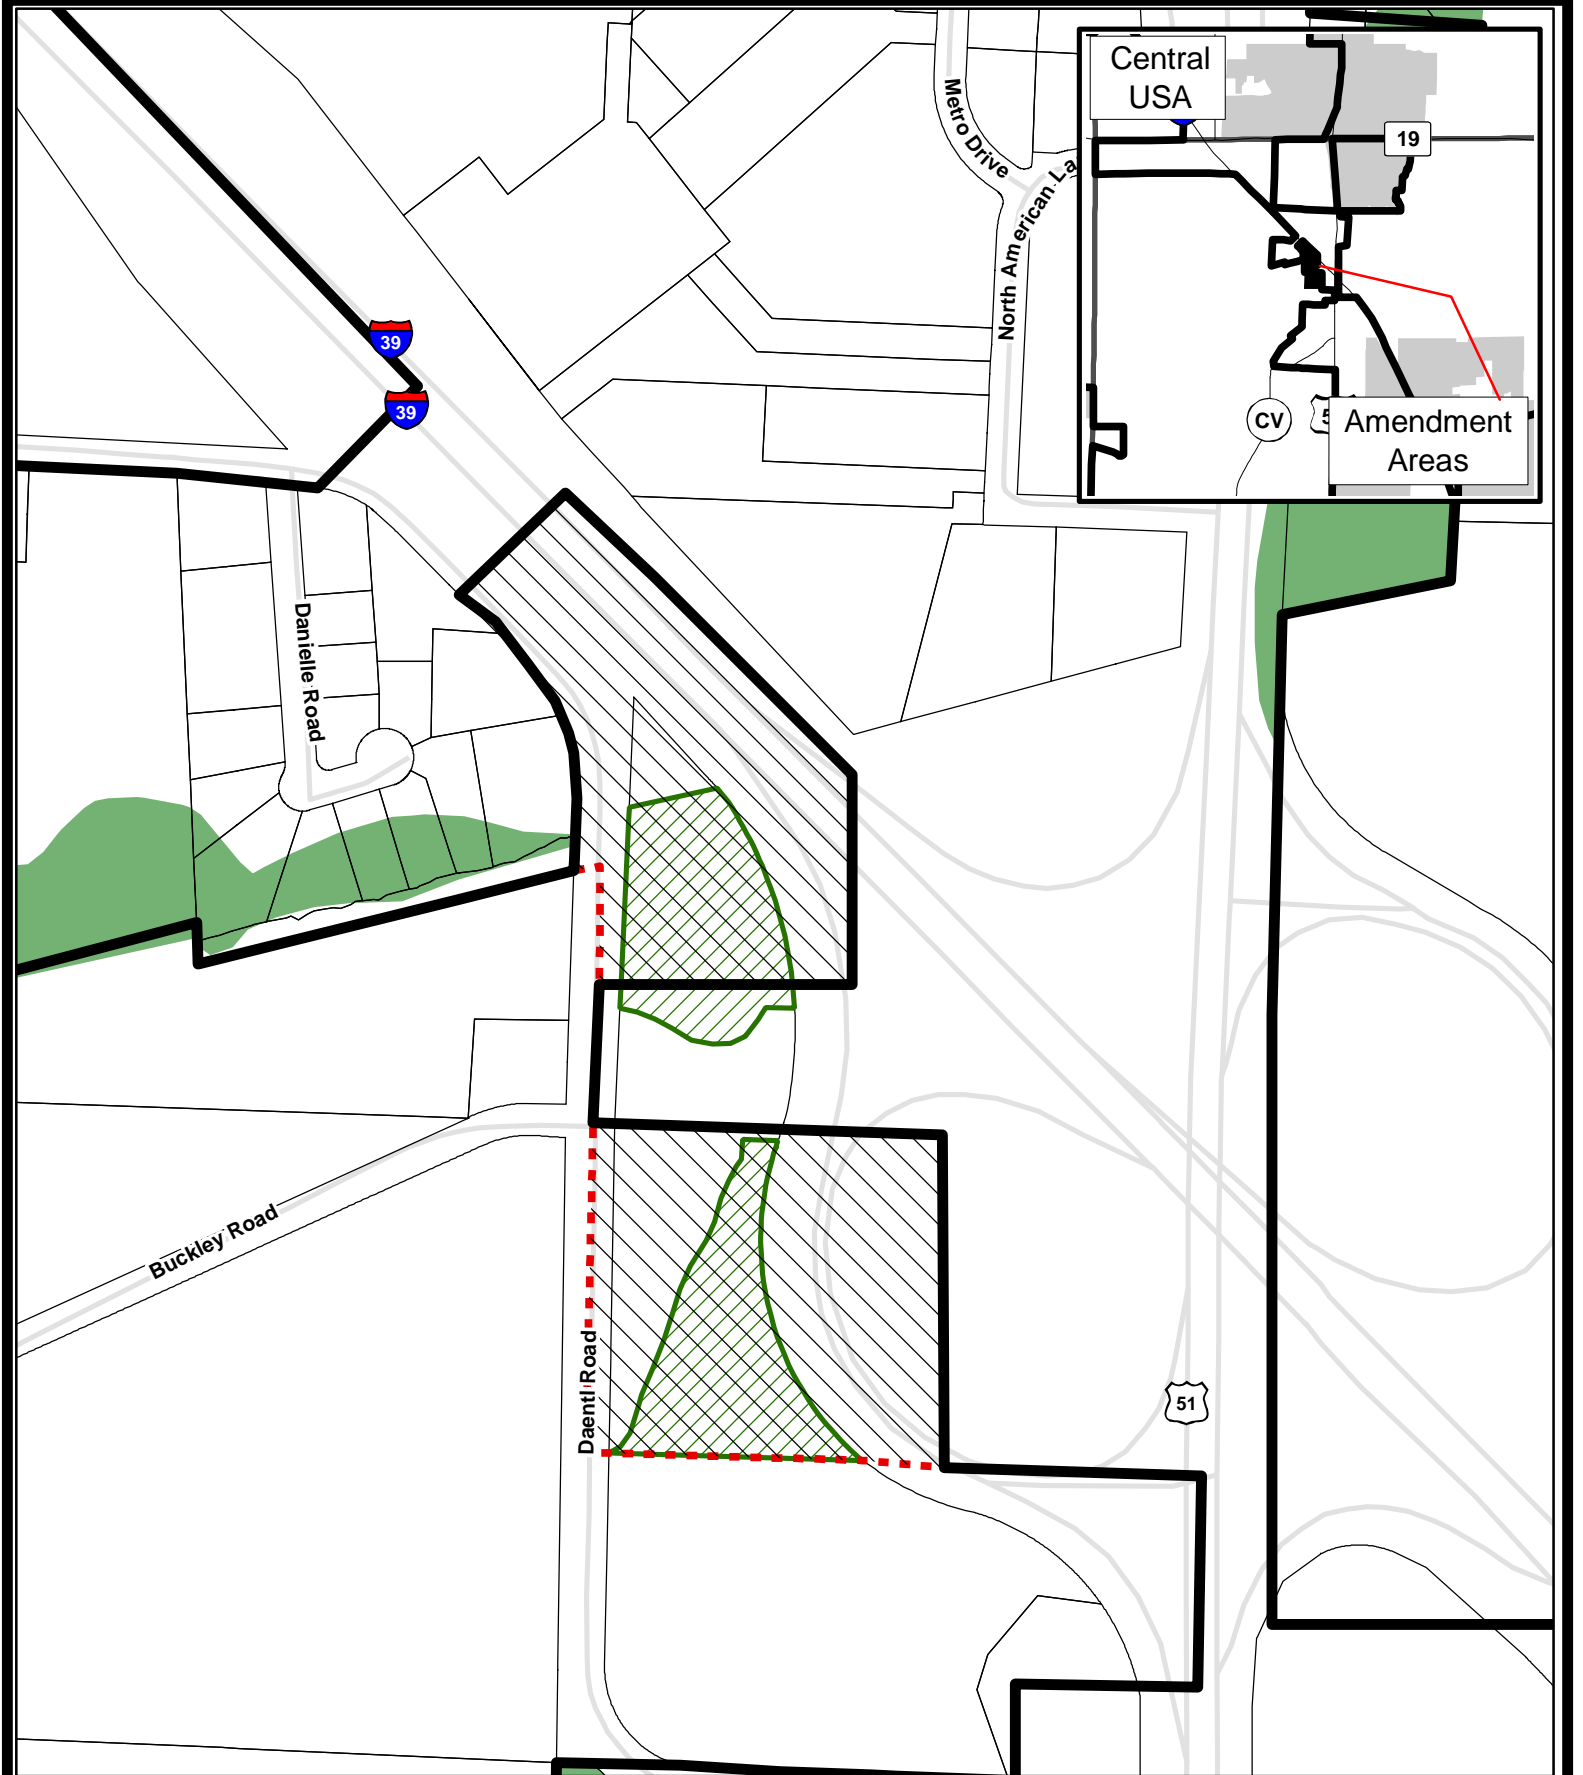 Central
USA
19
Metro Drive
North American La
39
39
CV
5
Amendment
Areas
Danielle Road
Buckley Road
Daentl Road
51